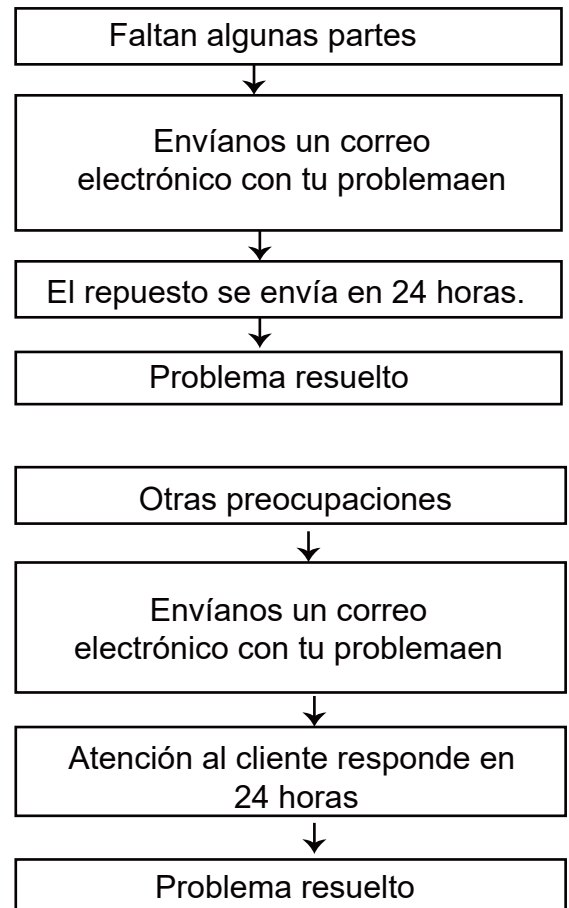 Faltan algunas partes
Envíanos un correo
electrónico con tu problemaen
El repuesto se envía en 24 horas.
Problema resuelto
Otras preocupaciones
Envíanos un correo
electrónico con tu problemaen
Atención al cliente responde en
24 horas
Problema resuelto